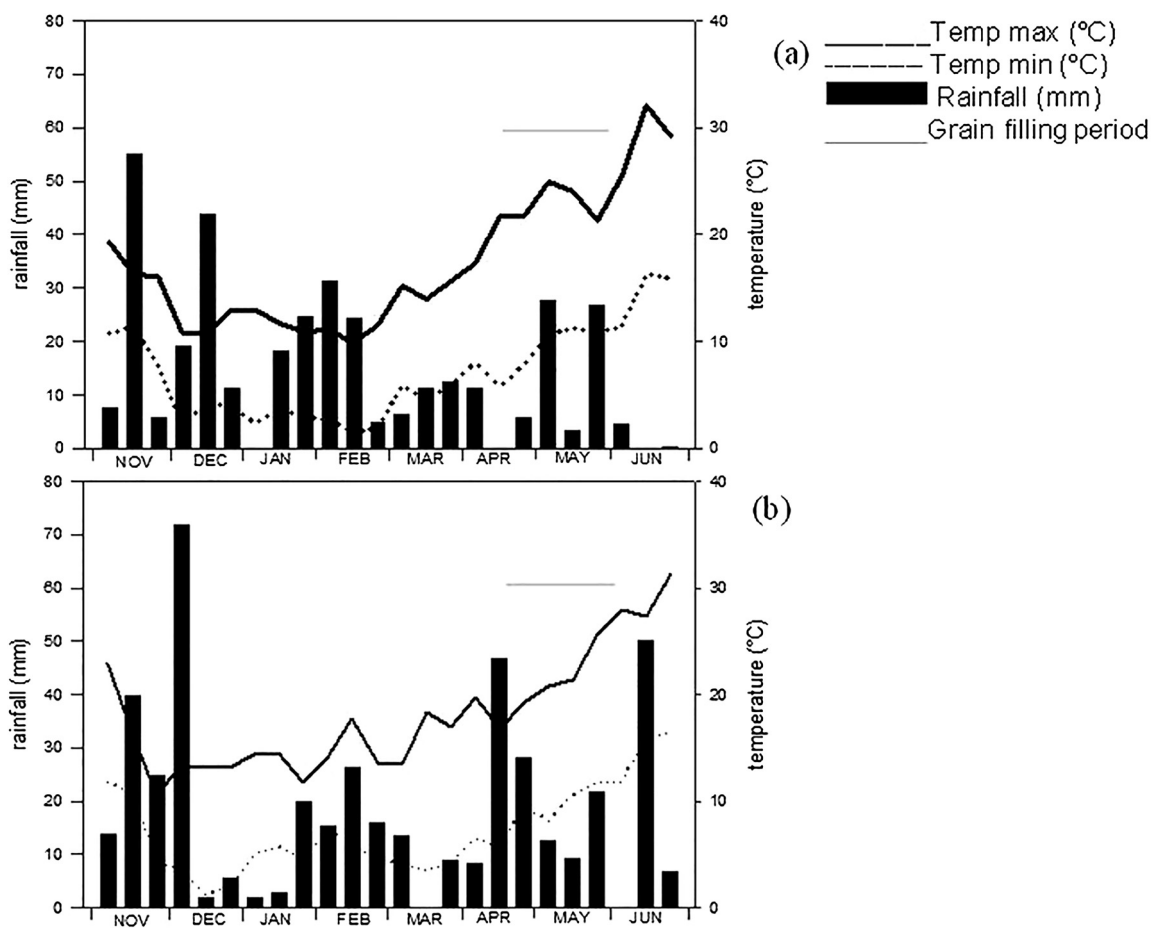 80
70
60
50
40
30
20
10
0
rainfall (mm)
40
30
20
10
0
temperature (°C)
(a)
Temp max (°C)
Temp min (°C)
Rainfall (mm)
Grain filling period
NOV DEC JAN FEB MAR APR MAY JUN
80
70
60
50
40
30
20
10
0
rainfall (mm)
40
30
20
10
0
temperature (°C)
(b)
NOV DEC JAN FEB MAR APR MAY JUN